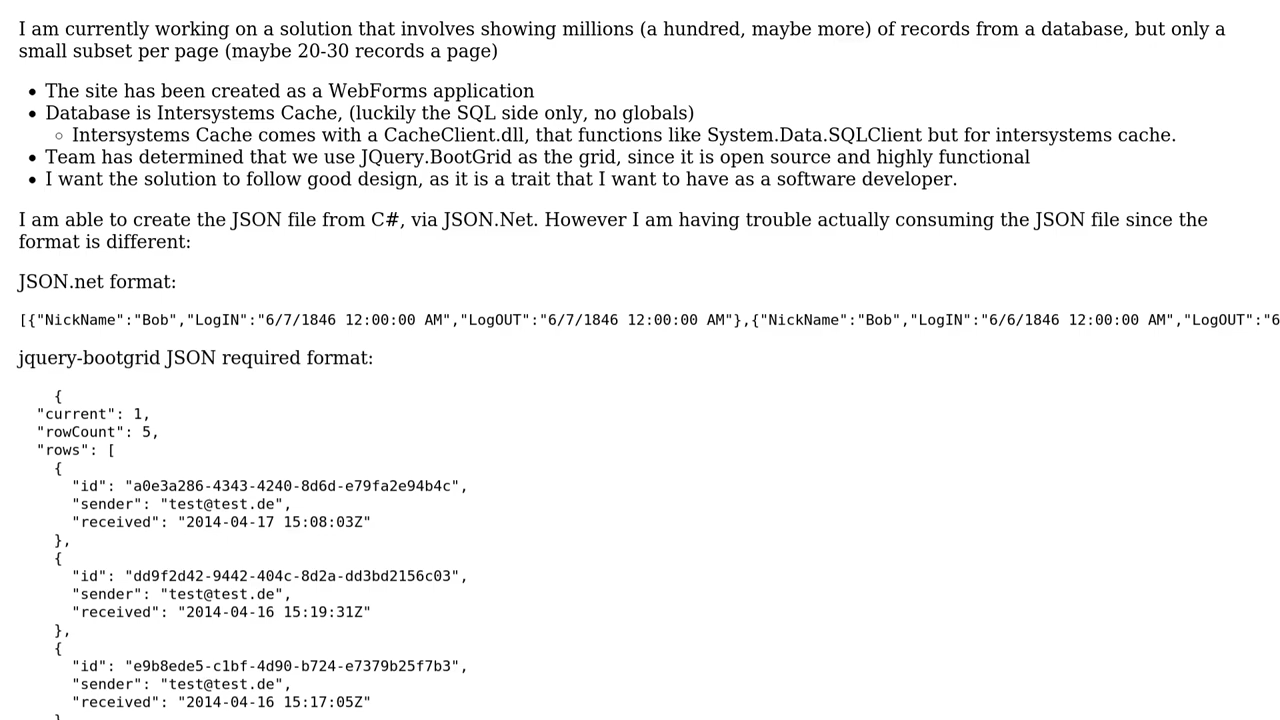 I am currently working on a solution that involves showing millions (a hundred, maybe more) of records from a database, but only a
small subset per page (maybe 20-30 records a page)
• The site has been created as a WebForms application
• Database is Intersystems Cache, (luckily the SQL side only, no globals)
◦ Intersystems Cache comes with a CacheClient.dll, that functions like System.Data.SQLClient but for intersystems cache.
• Team has determined that we use JQuery.BootGrid as the grid, since it is open source and highly functional
• I want the solution to follow good design, as it is a trait that I want to have as a software developer.
I am able to create the JSON file from C#, via JSON.Net. However I am having trouble actually consuming the JSON file since the
format is different:
JSON.net format:
[{"NickName":"Bob","LogIN":"6/7/1846 12:00:00 AM","LogOUT":"6/7/1846 12:00:00 AM"},{"NickName":"Bob","LogIN":"6/6/1846 12:00:00 AM","LogOUT":"6
jquery-bootgrid JSON required format:
{
"current": 1,
"rowCount": 5,
"rows": [
{
"id": "a0e3a286-4343-4240-8d6d-e79fa2e94b4c",
"sender": "test@test.de",
"received": "2014-04-17 15:08:03Z"
},
{
"id": "dd9f2d42-9442-404c-8d2a-dd3bd2156c03",
"sender": "test@test.de",
"received": "2014-04-16 15:19:31Z"
},
{
"id": "e9b8ede5-c1bf-4d90-b724-e7379b25f7b3",
"sender": "test@test.de",
"received": "2014-04-16 15:17:05Z"
}